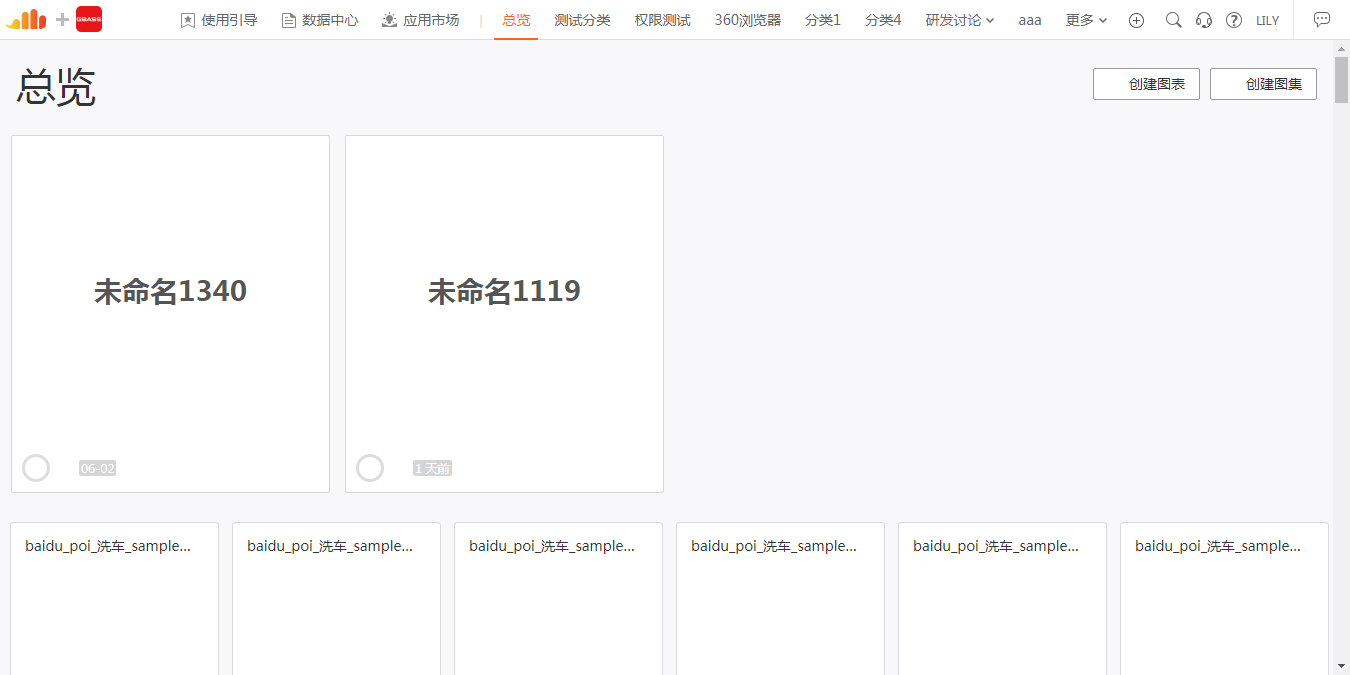 GBASE 使用引导 数据中心 应用市场 | 总览 测试分类 权限测试 360浏览器 分类1 分类4 研发讨论 aaa 更多 LILY
总览
创建图表 创建图集
未命名1340 未命名1119
06-02 1 天前
baidu_poi_洗车_sample... baidu_poi_洗车_sample... baidu_poi_洗车_sample... baidu_poi_洗车_sample... baidu_poi_洗车_sample... baidu_poi_洗车_sample...